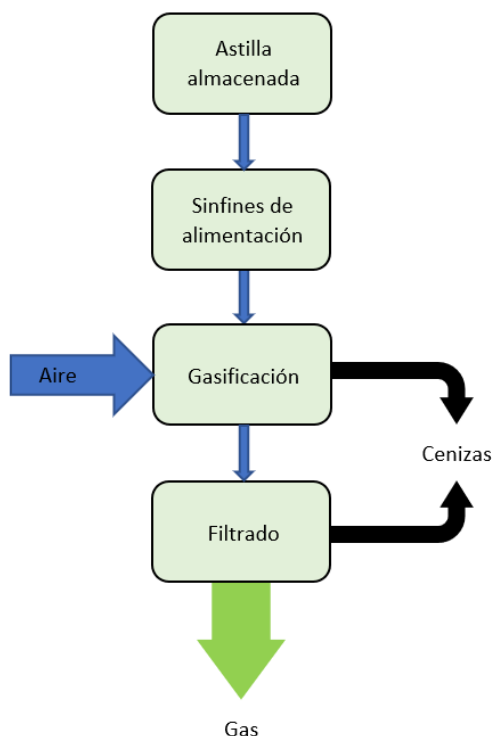 Astilla
almacenada
Sinfines de
alimentación
Aire
Gasificación
Cenizas
Filtrado
Gas